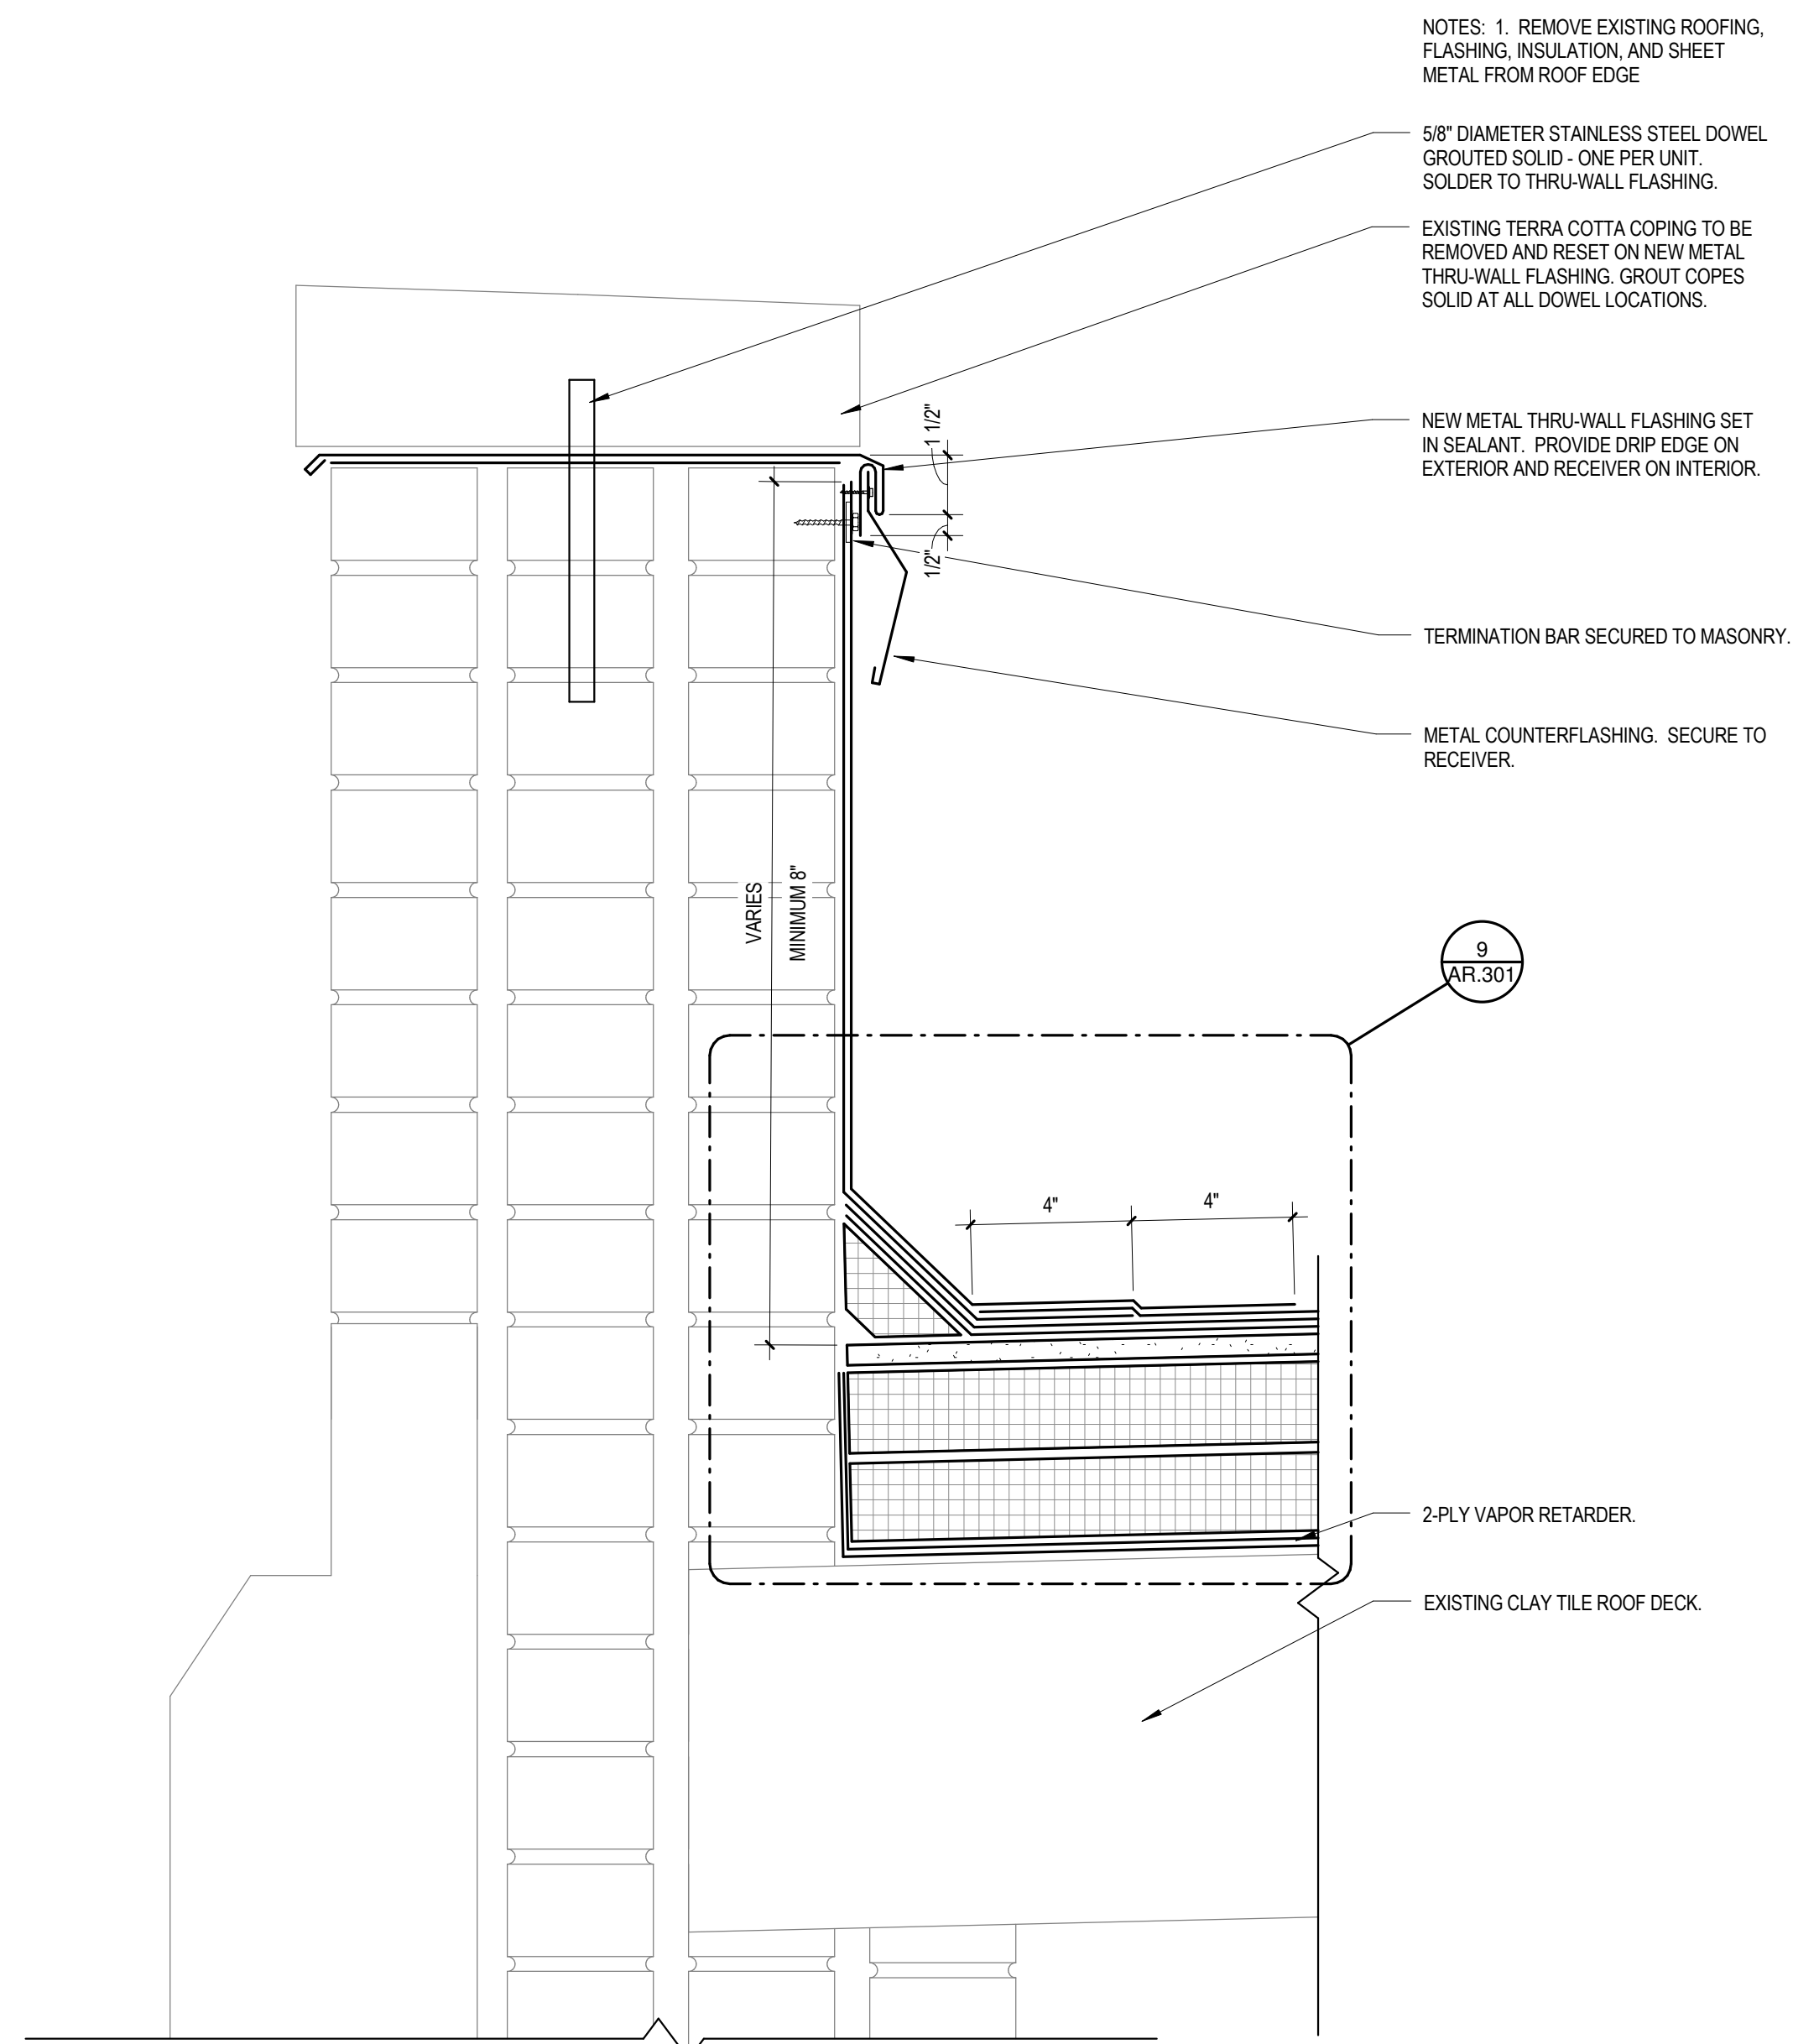 NOTES: 1. REMOVE EXISTING ROOFING,
FLASHING, INSULATION, AND SHEET
METAL FROM ROOF EDGE
5/8" DIAMETER STAINLESS STEEL DOWEL
GROUTED SOLID - ONE PER UNIT.
SOLDER TO THRU-WALL FLASHING.
EXISTING TERRA COTTA COPING TO BE
REMOVED AND RESET ON NEW METAL
THRU-WALL FLASHING. GROUT COPES
SOLID AT ALL DOWEL LOCATIONS.
1 1/2"
NEW METAL THRU-WALL FLASHING SET
IN SEALANT. PROVIDE DRIP EDGE ON
EXTERIOR AND RECEIVER ON INTERIOR.
1/2"
TERMINATION BAR SECURED TO MASONRY.
METAL COUNTERFLASHING. SECURE TO
RECEIVER.
VARIES
MINIMUM 8"
9
AR.301
4"
4"
2-PLY VAPOR RETARDER.
EXISTING CLAY TILE ROOF DECK.